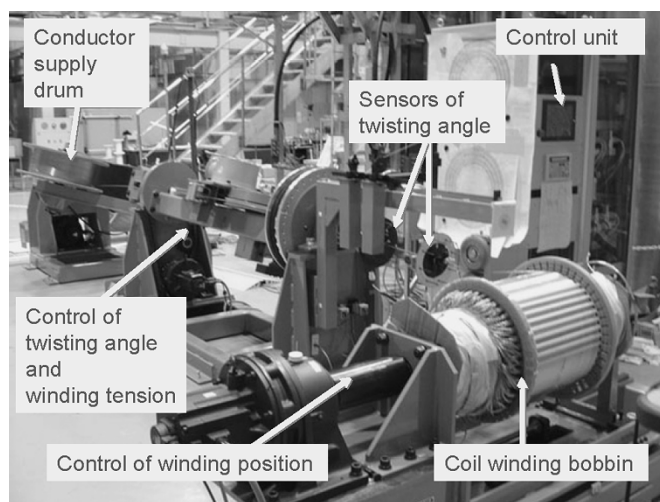 Conductor
supply
drum
Control unit
Sensors of
twisting angle
Control of
twisting angle
and
winding tension
Control of winding position
Coil winding bobbin